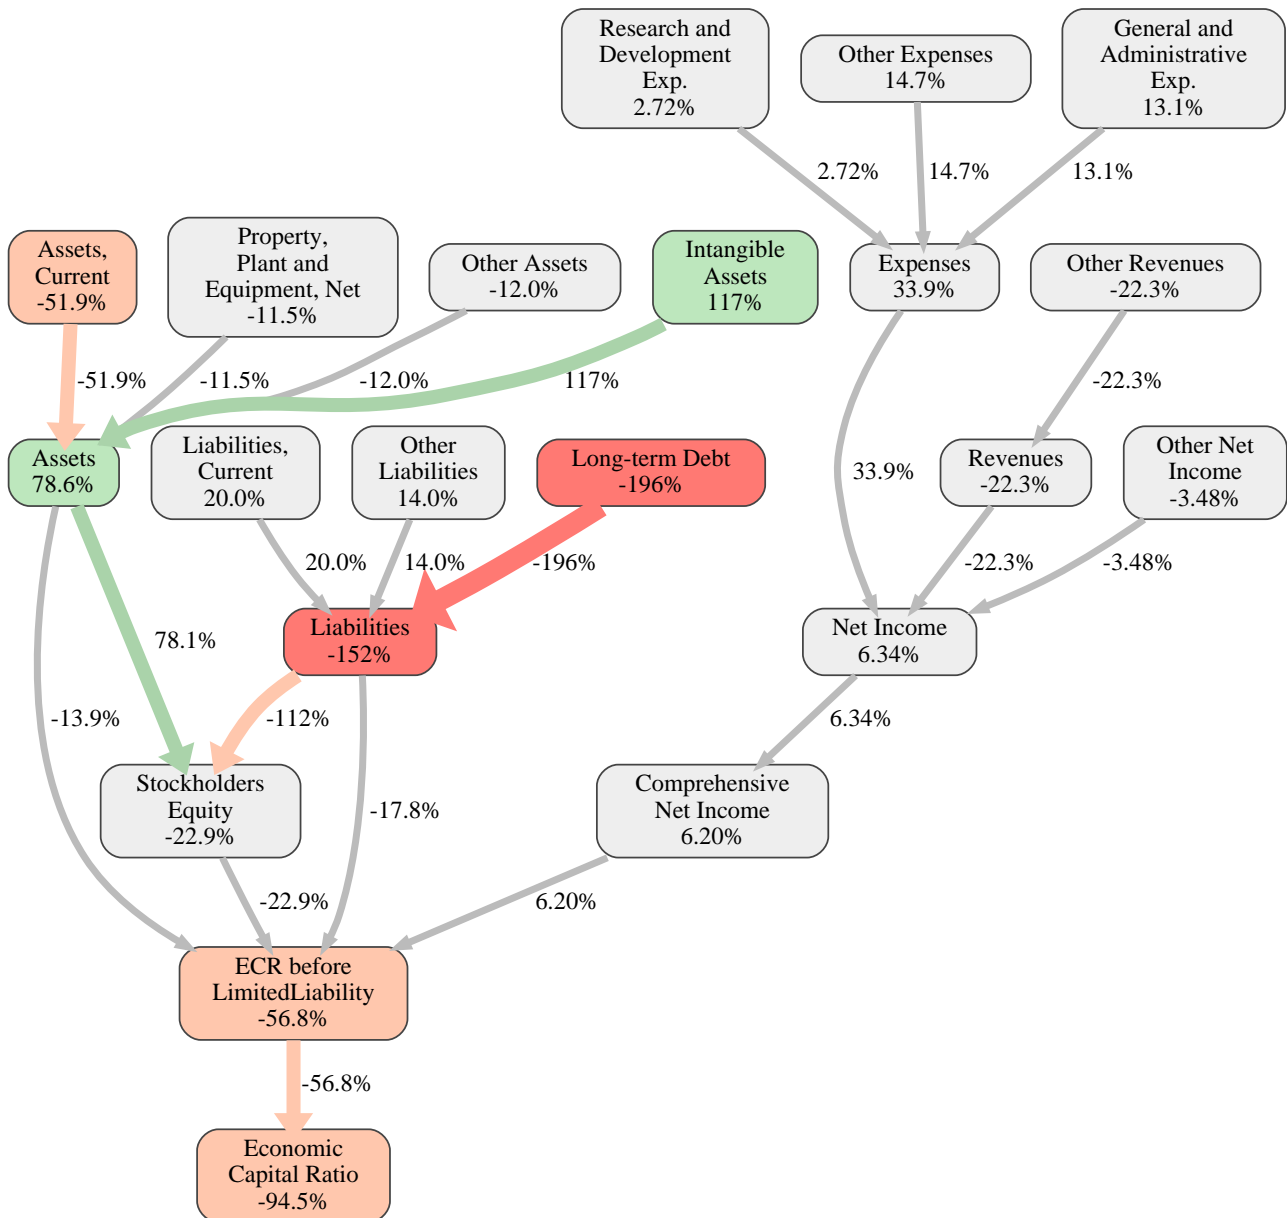 Research and
Development
Exp.
2.72%
Other Expenses
14.7%
General and
Administrative
Exp.
13.1%
2.72%
14.7%
13.1%
Assets,
Current
-51.9%
Property,
Plant and
Equipment, Net
-11.5%
Other Assets
-12.0%
Intangible
Assets
117%
Expenses
33.9%
Other Revenues
-22.3%
-51.9%
-11.5%
-12.0%
117%
-22.3%
Assets
78.6%
Liabilities,
Current
20.0%
Other
Liabilities
14.0%
Long-term Debt
-196%
33.9%
Revenues
-22.3%
Other Net
Income
-3.48%
20.0%
14.0%
-196%
-22.3%
-3.48%
78.1%
Liabilities
-152%
Net Income
6.34%
-13.9%
-112%
6.34%
Stockholders
Equity
-22.9%
-17.8%
Comprehensive
Net Income
6.20%
-22.9%
6.20%
ECR before
LimitedLiability
-56.8%
-56.8%
Economic
Capital Ratio
-94.5%